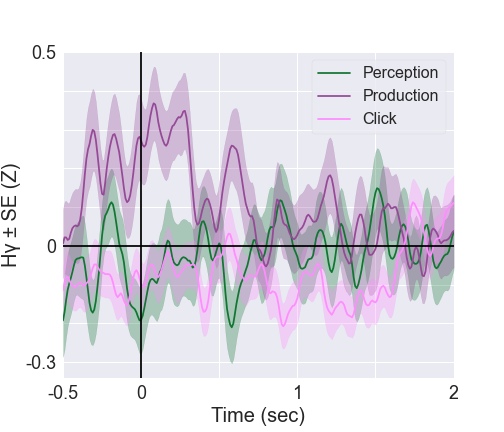 0.5
Perception
Production
Click
Hγ ± SE (Z)
0
-0.3
-0.5
0
1
2
Time (sec)